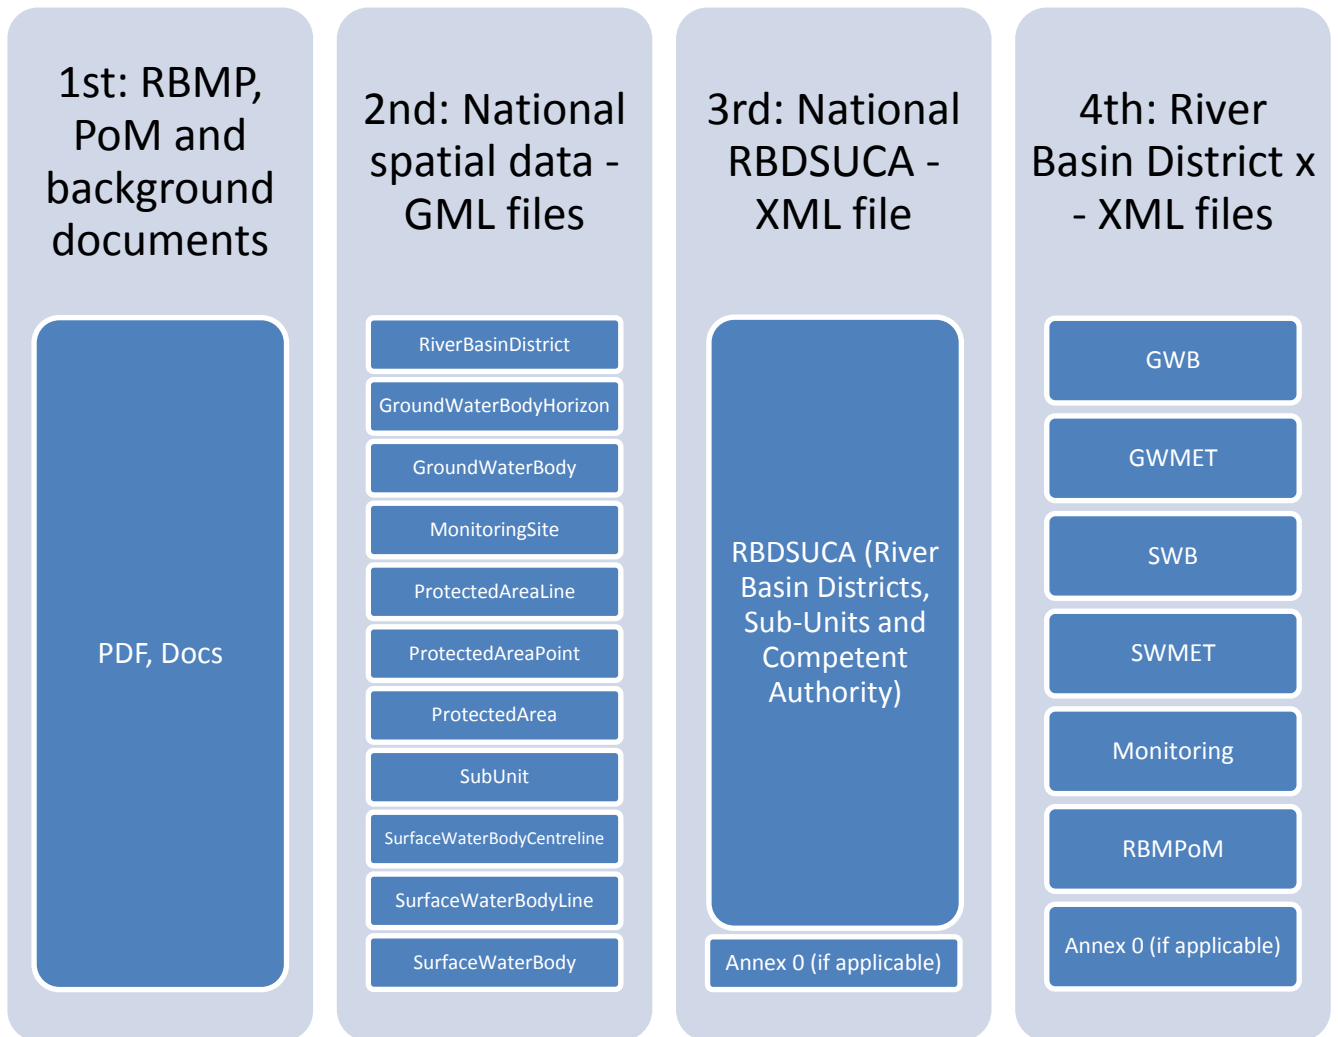 1st: RBMP,
PoM and
background
documents
PDF, Docs
2nd: National
spatial data -
GML files
RiverBasinDistrict
GroundWaterBodyHorizon
GroundWaterBody
MonitoringSite
ProtectedAreaLine
ProtectedAreaPoint
ProtectedArea
SubUnit
SurfaceWaterBodyCentreline
SurfaceWaterBodyLine
SurfaceWaterBody
3rd: National
RBDSUCA -
XML file
RBDSUCA (River
Basin Districts,
Sub-Units and
Competent
Authority)
Annex 0 (if applicable)
4th: River
Basin District x
- XML files
GWB
GWMET
SWB
SWMET
Monitoring
RBMPoM
Annex 0 (if applicable)